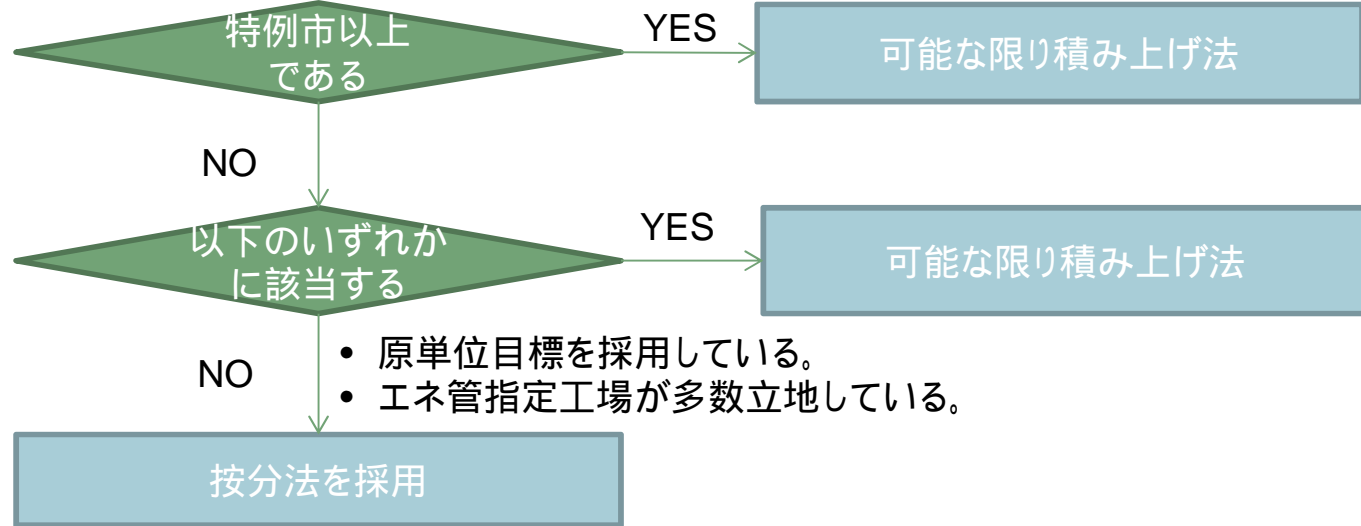 特例市以上
である
YES
可能な限り積み上げ法
NO
以下のいずれか
に該当する
YES
可能な限り積み上げ法
NO
• 原単位目標を採用している。
• エネ管指定工場が多数立地している。
按分法を採用